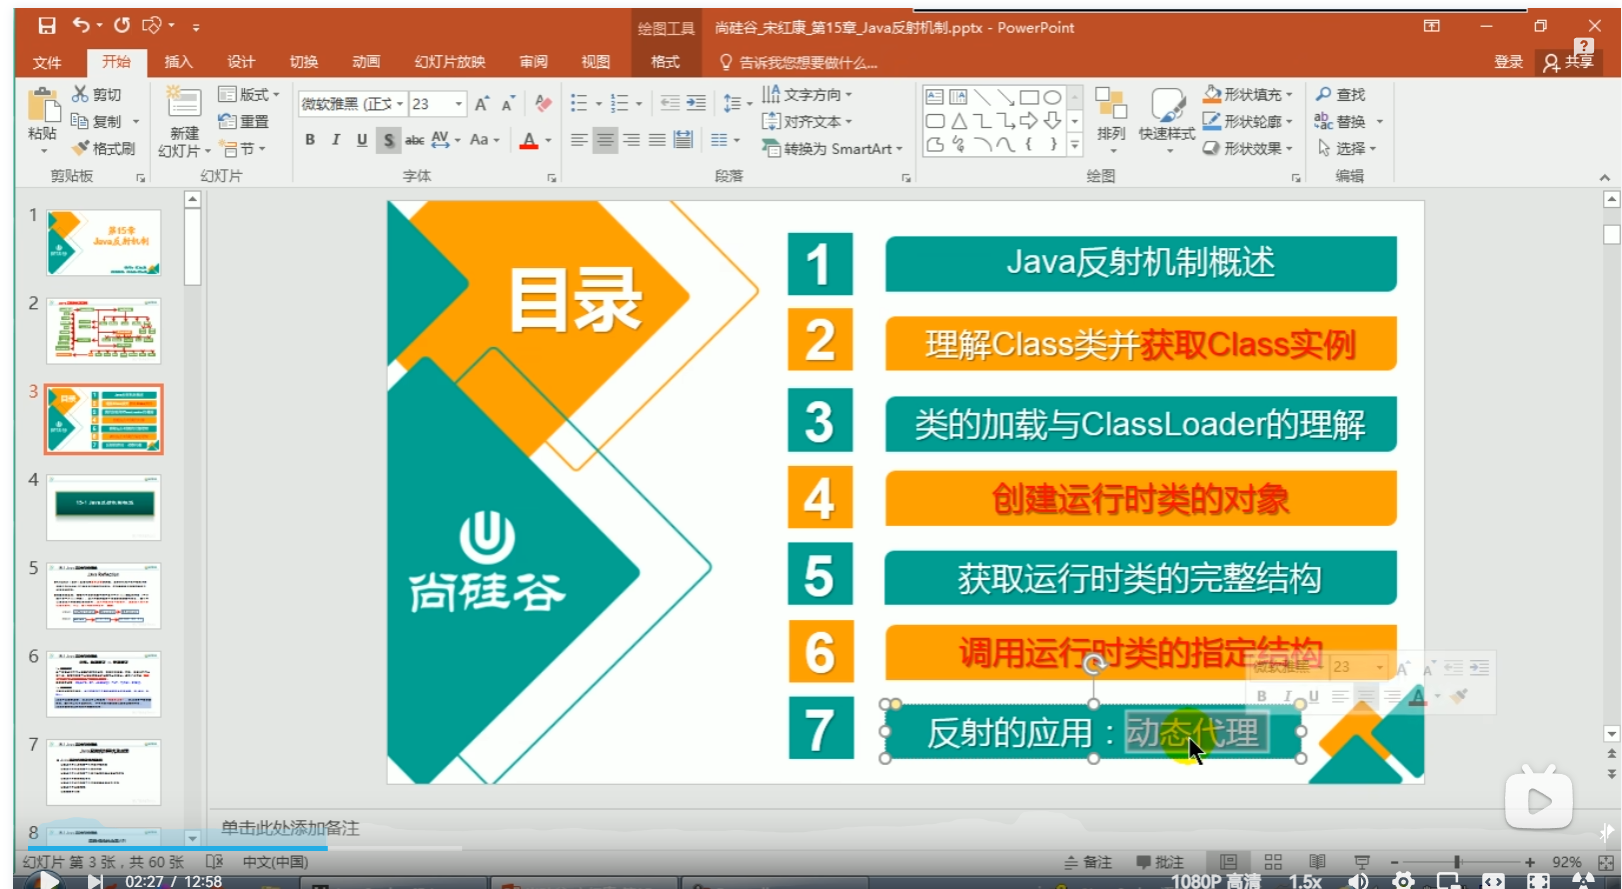 绘图工具
尚硅谷_宋红康_第15章_Java反射机制.pptx - PowerPoint
文件 开始 插入 设计 切换 动画 幻灯片放映 审阅 视图 格式 告诉我您想要做什么... 登录 共享
粘贴
剪切
复制
格式刷
剪贴板
新建
幻灯片
版式
重置
节
幻灯片
微软雅黑 (正文 23
B I U S abc AV Aa A
字体
文字方向
对齐文本
转换为 SmartArt
段落
排列
快速样式
形状填充
形状轮廓
形状效果
绘图
查找
替换
选择
编辑
1
第15章
Java反射机制
2
3
4
5
6
7
8
目录
尚硅谷
1 Java反射机制概述
2 理解Class类并获取Class实例
3 类的加载与ClassLoader的理解
4 创建运行时类的对象
5 获取运行时类的完整结构
6 调用运行时类的指定结构
7 反射的应用：动态代理
微软雅黑 23
B I U A
单击此处添加备注
幻灯片 第 3 张，共 60 张 中文(中国) 备注 批注 92%
02:27 / 12:58 1080P 高清 1.5x